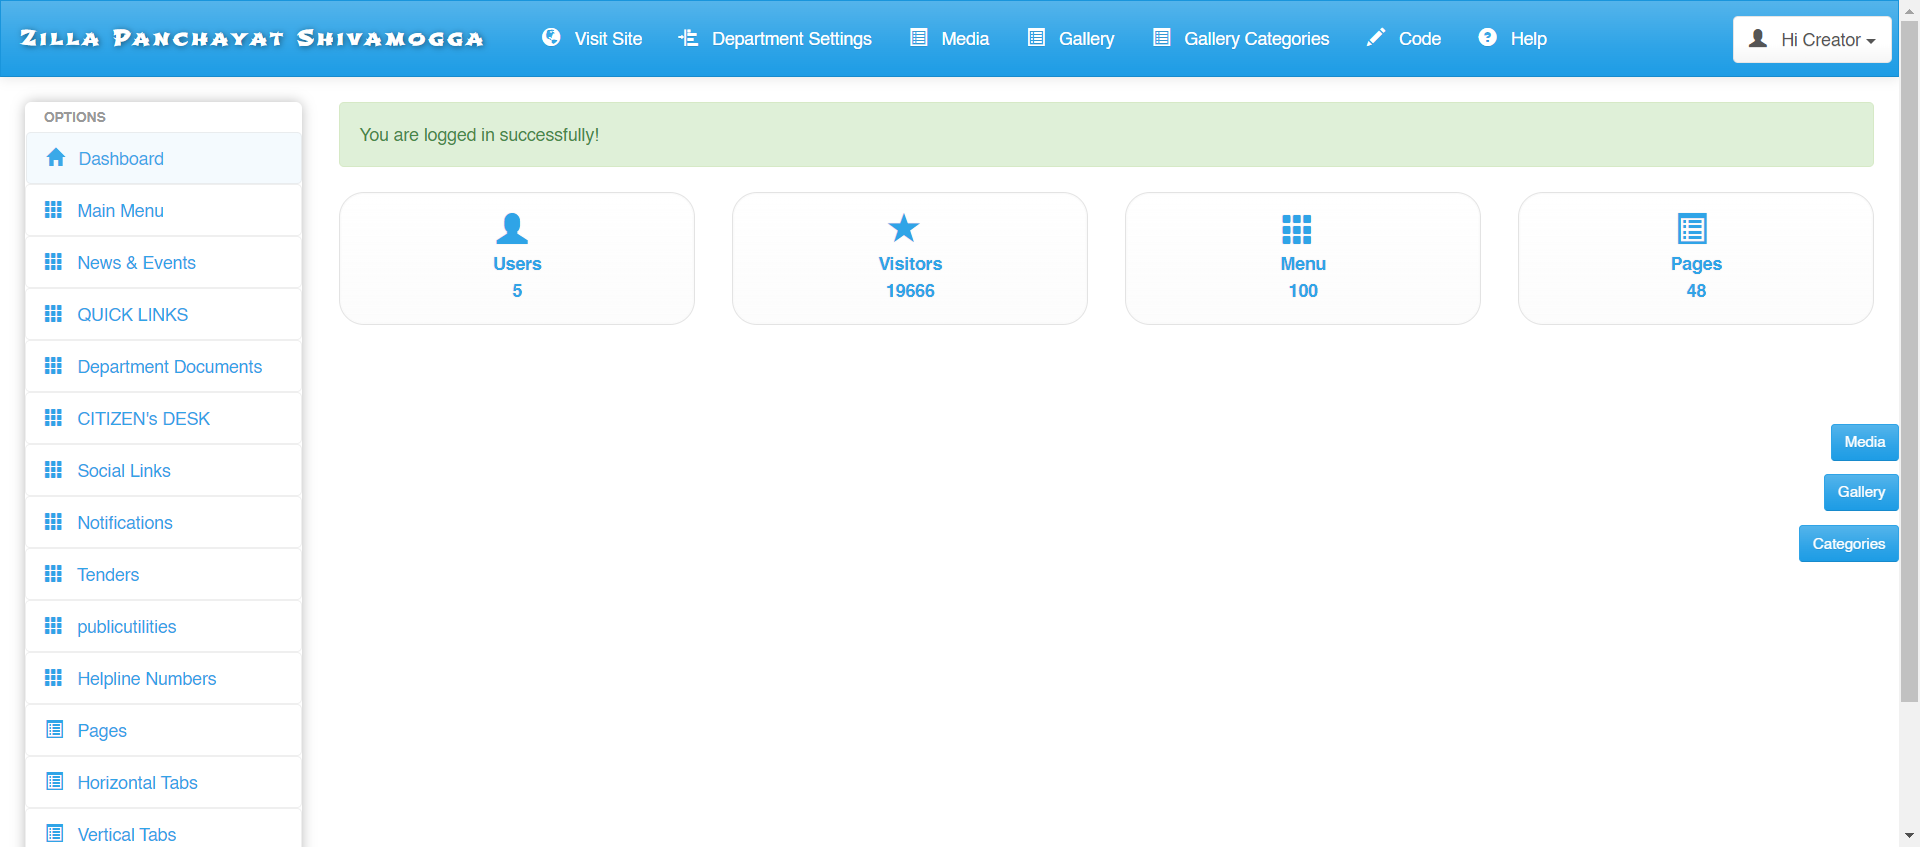 Zilla Panchayat Shivamogga
Visit Site
Department Settings
Media
Gallery
Gallery Categories
Code
Help
Hi Creator
OPTIONS
Dashboard
Main Menu
News & Events
QUICK LINKS
Department Documents
CITIZEN's DESK
Social Links
Notifications
Tenders
publicutilities
Helpline Numbers
Pages
Horizontal Tabs
Vertical Tabs
You are logged in successfully!
Users
5
Visitors
19666
Menu
100
Pages
48
Media
Gallery
Categories